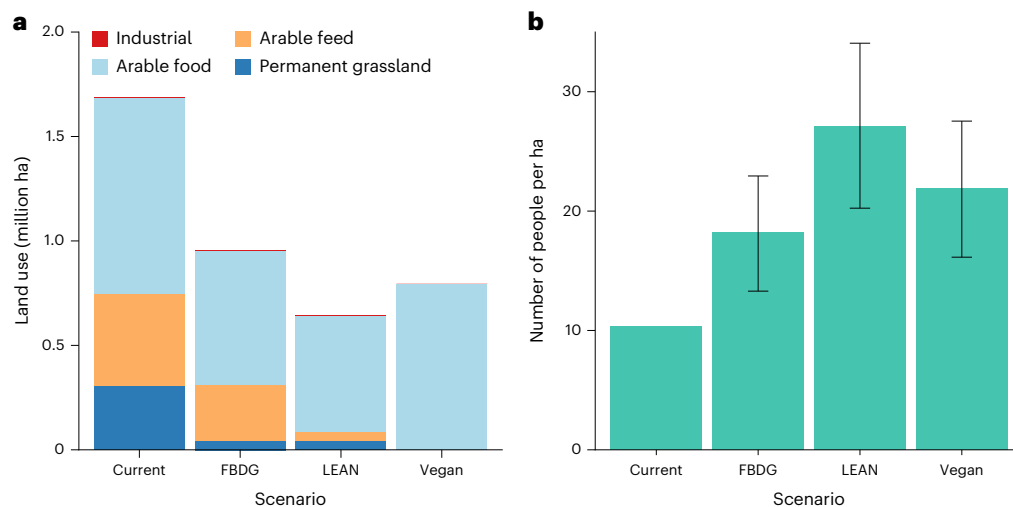 a
Industrial
Arable feed
Arable food
Permanent grassland
Land use (million ha)
2.0
1.5
1.0
0.5
0
Current
FBDG
LEAN
Vegan
Scenario
b
Number of people per ha
30
20
10
0
Current
FBDG
LEAN
Vegan
Scenario